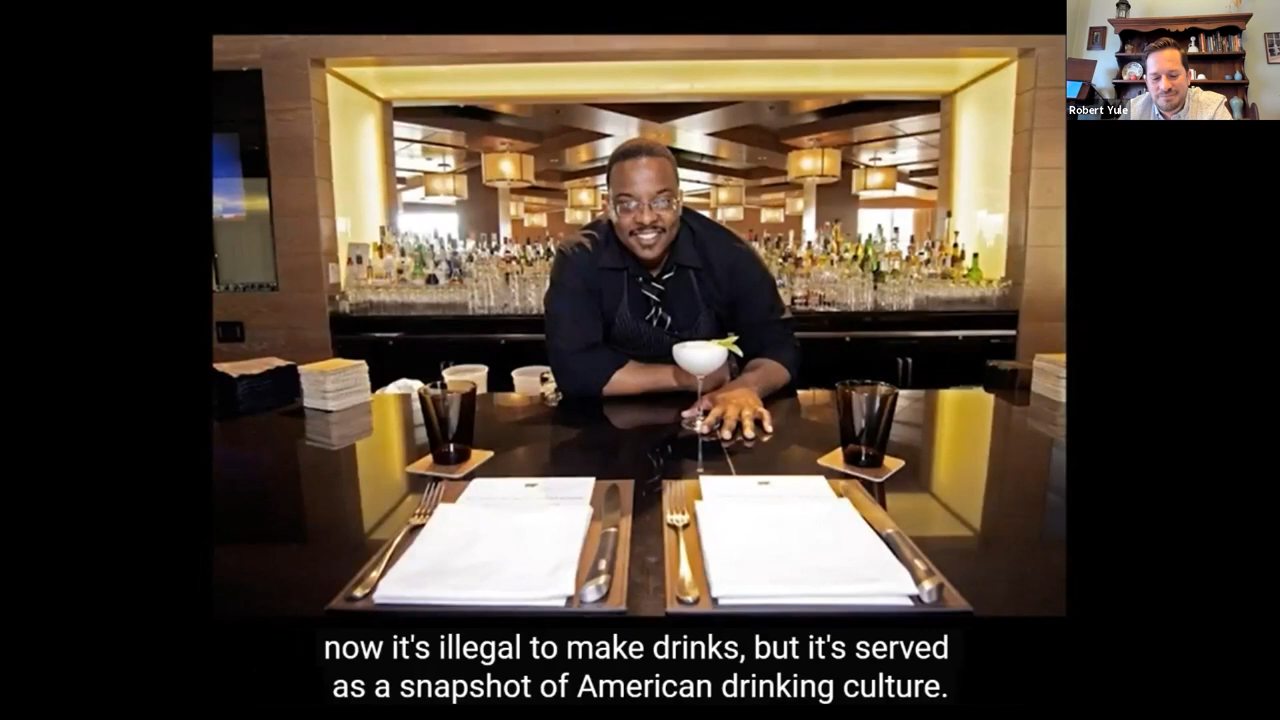 Robert Yule
now it's illegal to make drinks, but it's served
as a snapshot of American drinking culture.